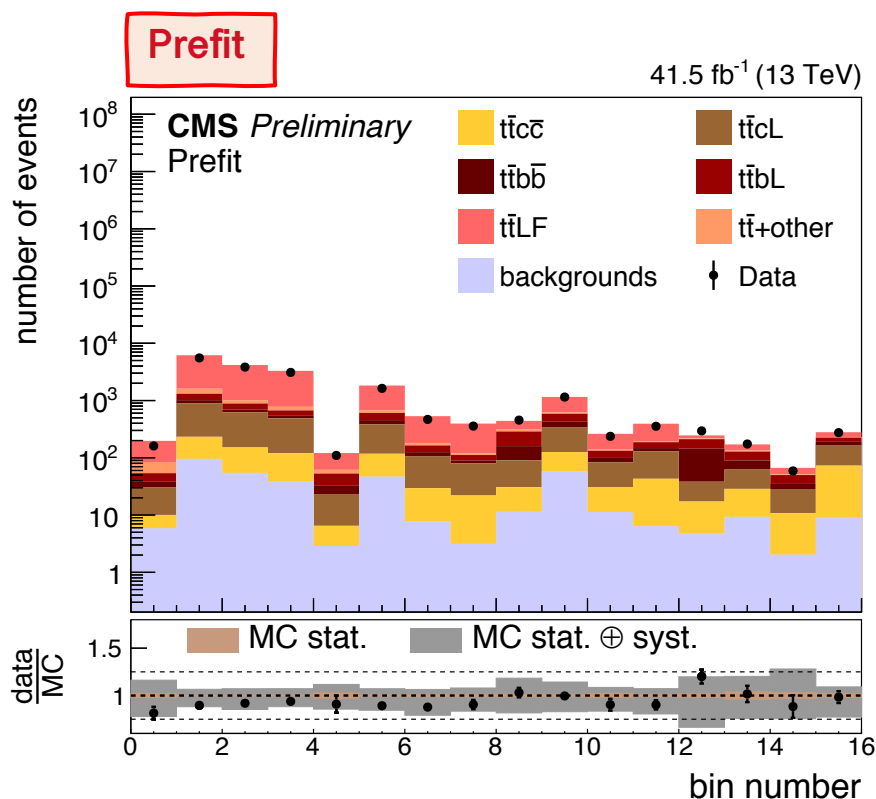 Prefit
41.5 fb⁻¹ (13 TeV)
CMS Preliminary
Prefit
tt̄cc̄
tt̄cL
tt̄bb̄
tt̄bL
tt̄LF
tt̄+other
backgrounds
Data
number of events
10⁸
10⁷
10⁶
10⁵
10⁴
10³
10²
10
1
MC stat.
MC stat. ⊕ syst.
data
MC
1.5
1
0 2 4 6 8 10 12 14 16
bin number